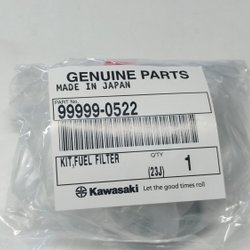 GENUINE PARTS
MADE IN JAPAN
PART No.
99999-0522
KIT,FUEL FILTER
Q'TY
(23J) 1
Kawasaki Let the good times roll